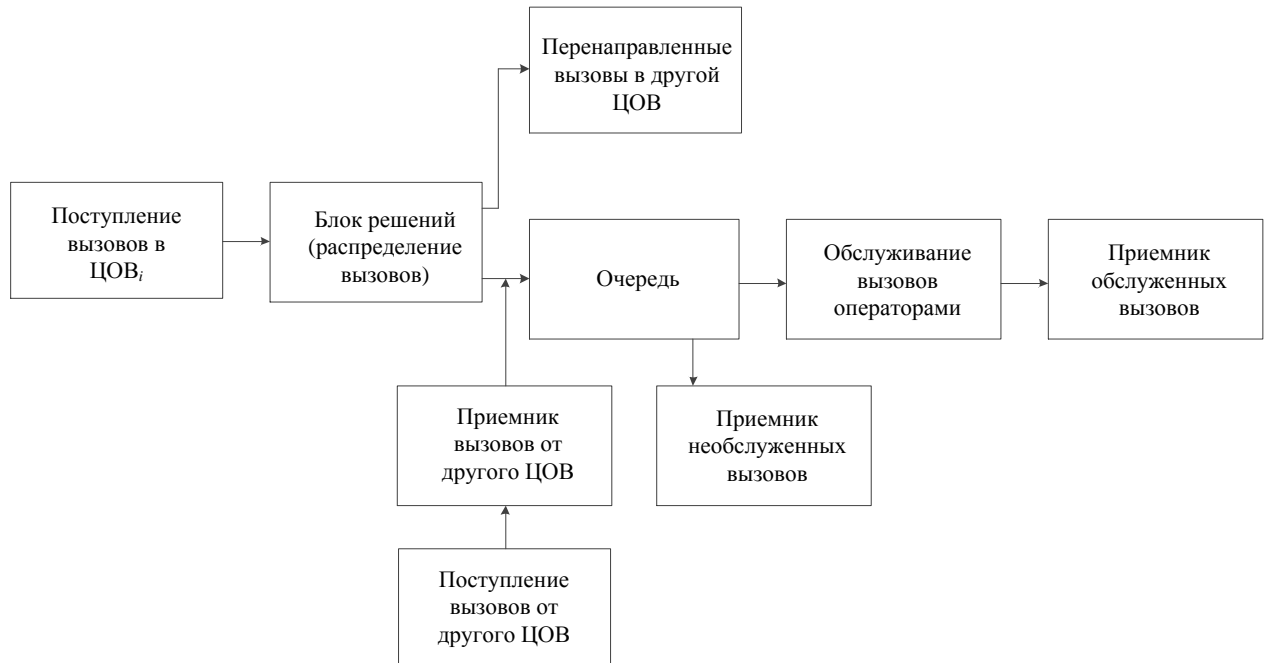 Перенаправленные
вызовы в другой
ЦОВ
Поступление
вызовов в
ЦОВi
Блок решений
(распределение
вызовов)
Очередь
Обслуживание
вызовов
операторами
Приемник
обслуженных
вызовов
Приемник
вызовов от
другого ЦОВ
Приемник
необслуженных
вызовов
Поступление
вызовов от
другого ЦОВ